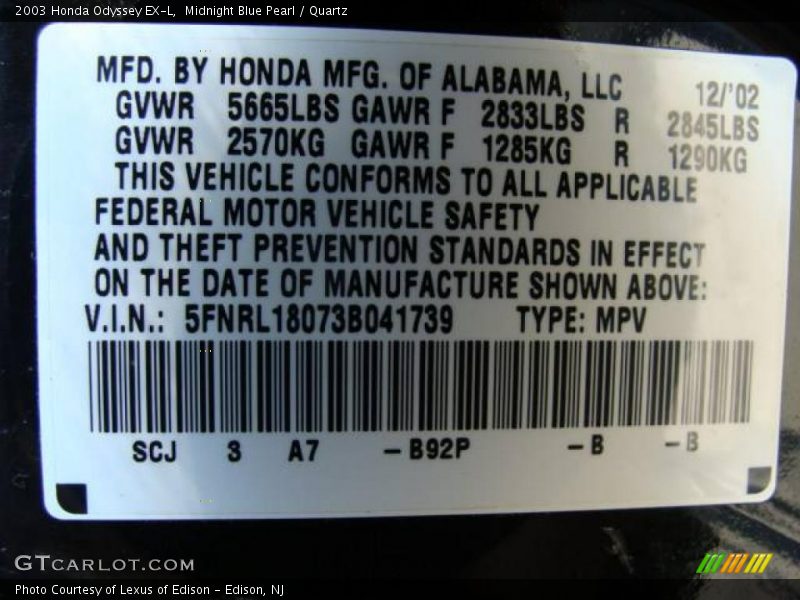 2003 Honda Odyssey EX-L,  Midnight Blue Pearl / Quartz
MFD. BY HONDA MFG. OF ALABAMA, LLC 12/'02
GVWR 5665LBS GAWR F 2833LBS R 2845LBS
GVWR 2570KG GAWR F 1285KG R 1290KG
THIS VEHICLE CONFORMS TO ALL APPLICABLE
FEDERAL MOTOR VEHICLE SAFETY
AND THEFT PREVENTION STANDARDS IN EFFECT
ON THE DATE OF MANUFACTURE SHOWN ABOVE:
V.I.N.: 5FNRL18073B041739 TYPE: MPV
SCJ 3 A7 –B92P –B –B
GTCARLOT.COM
Photo Courtesy of Lexus of Edison - Edison, NJ